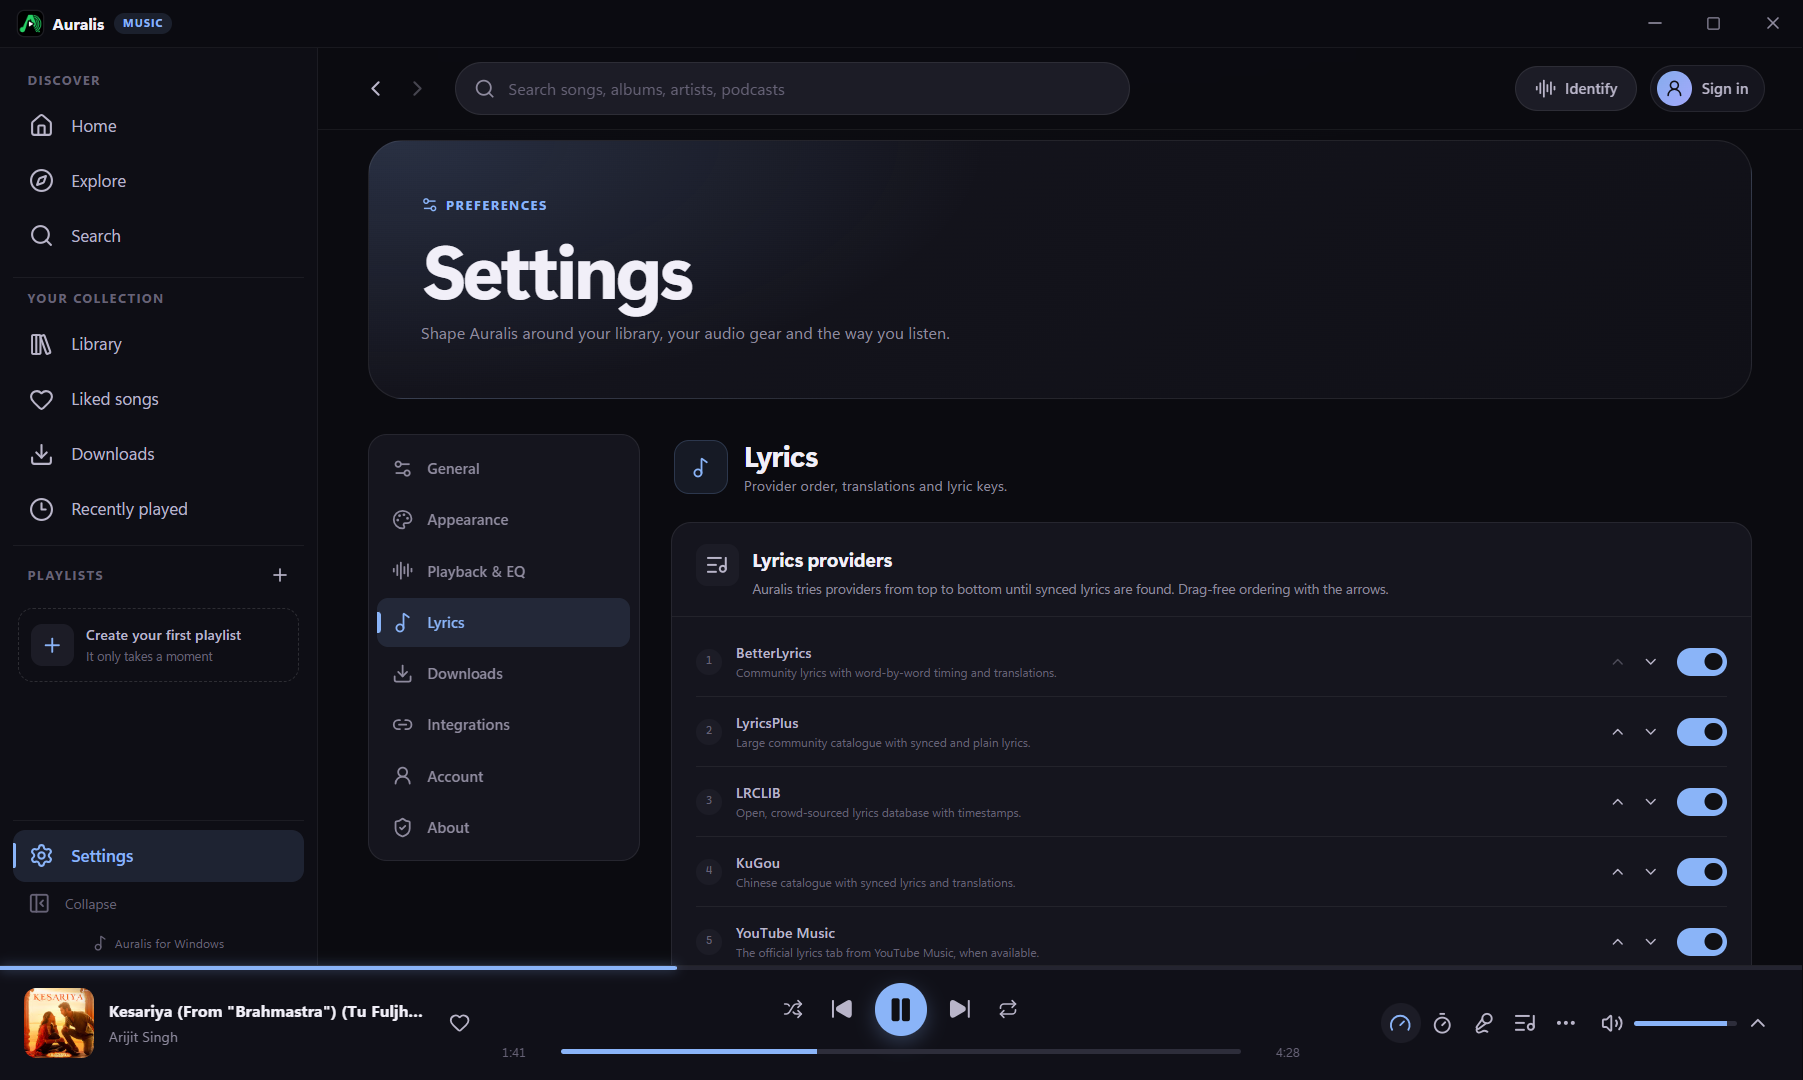 Auralis
MUSIC
DISCOVER
Home
Explore
Search
YOUR COLLECTION
Library
Liked songs
Downloads
Recently played
PLAYLISTS
Create your first playlist
It only takes a moment
Settings
Collapse
Auralis for Windows
Search songs, albums, artists, podcasts
Identify
Sign in
PREFERENCES
Settings
Shape Auralis around your library, your audio gear and the way you listen.
General
Appearance
Playback & EQ
Lyrics
Downloads
Integrations
Account
About
Lyrics
Provider order, translations and lyric keys.
Lyrics providers
Auralis tries providers from top to bottom until synced lyrics are found. Drag-free ordering with the arrows.
1
BetterLyrics
Community lyrics with word-by-word timing and translations.
2
LyricsPlus
Large community catalogue with synced and plain lyrics.
3
LRCLIB
Open, crowd-sourced lyrics database with timestamps.
4
KuGou
Chinese catalogue with synced lyrics and translations.
5
YouTube Music
The official lyrics tab from YouTube Music, when available.
KESARIYA
Kesariya (From "Brahmastra") (Tu Fuljh...
Arijit Singh
1:41
4:28